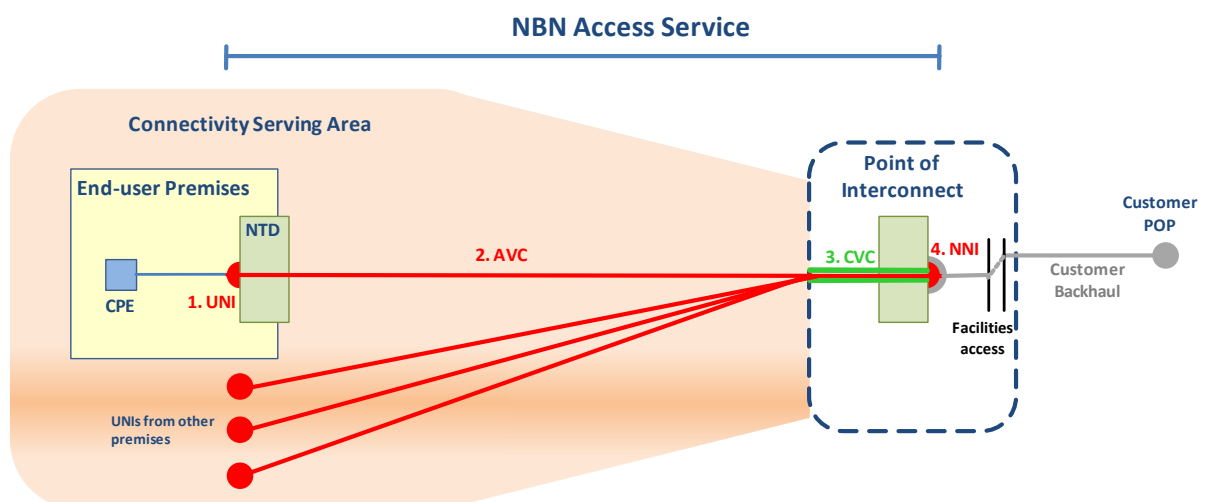 NBN Access Service
Connectivity Serving Area
End-user Premises
NTD
CPE
1. UNI
2. AVC
UNIs from other
premises
Point of
Interconnect
3. CVC
4. NNI
Facilities
access
Customer
POP
Customer
Backhaul